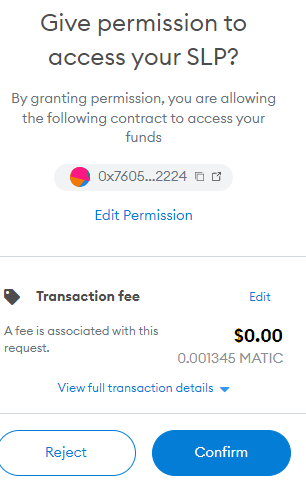 Give permission to
access your SLP?
By granting permission, you are allowing
the following contract to access your
funds
0x7605...2224
Edit Permission
Transaction fee
Edit
A fee is associated with this
request.
$0.00
0.001345 MATIC
View full transaction details
Reject
Confirm